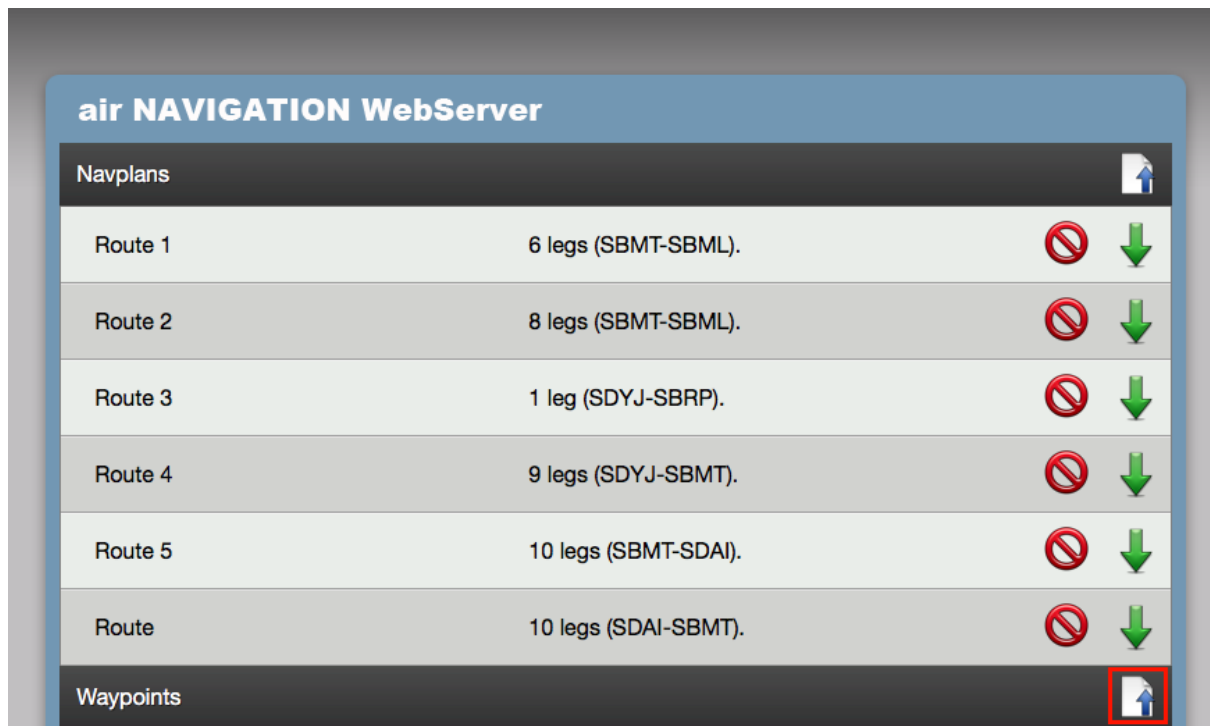 air NAVIGATION WebServer
Navplans
Route 1 6 legs (SBMT-SBML).
Route 2 8 legs (SBMT-SBML).
Route 3 1 leg (SDYJ-SBRP).
Route 4 9 legs (SDYJ-SBMT).
Route 5 10 legs (SBMT-SDAI).
Route 10 legs (SDAI-SBMT).
Waypoints